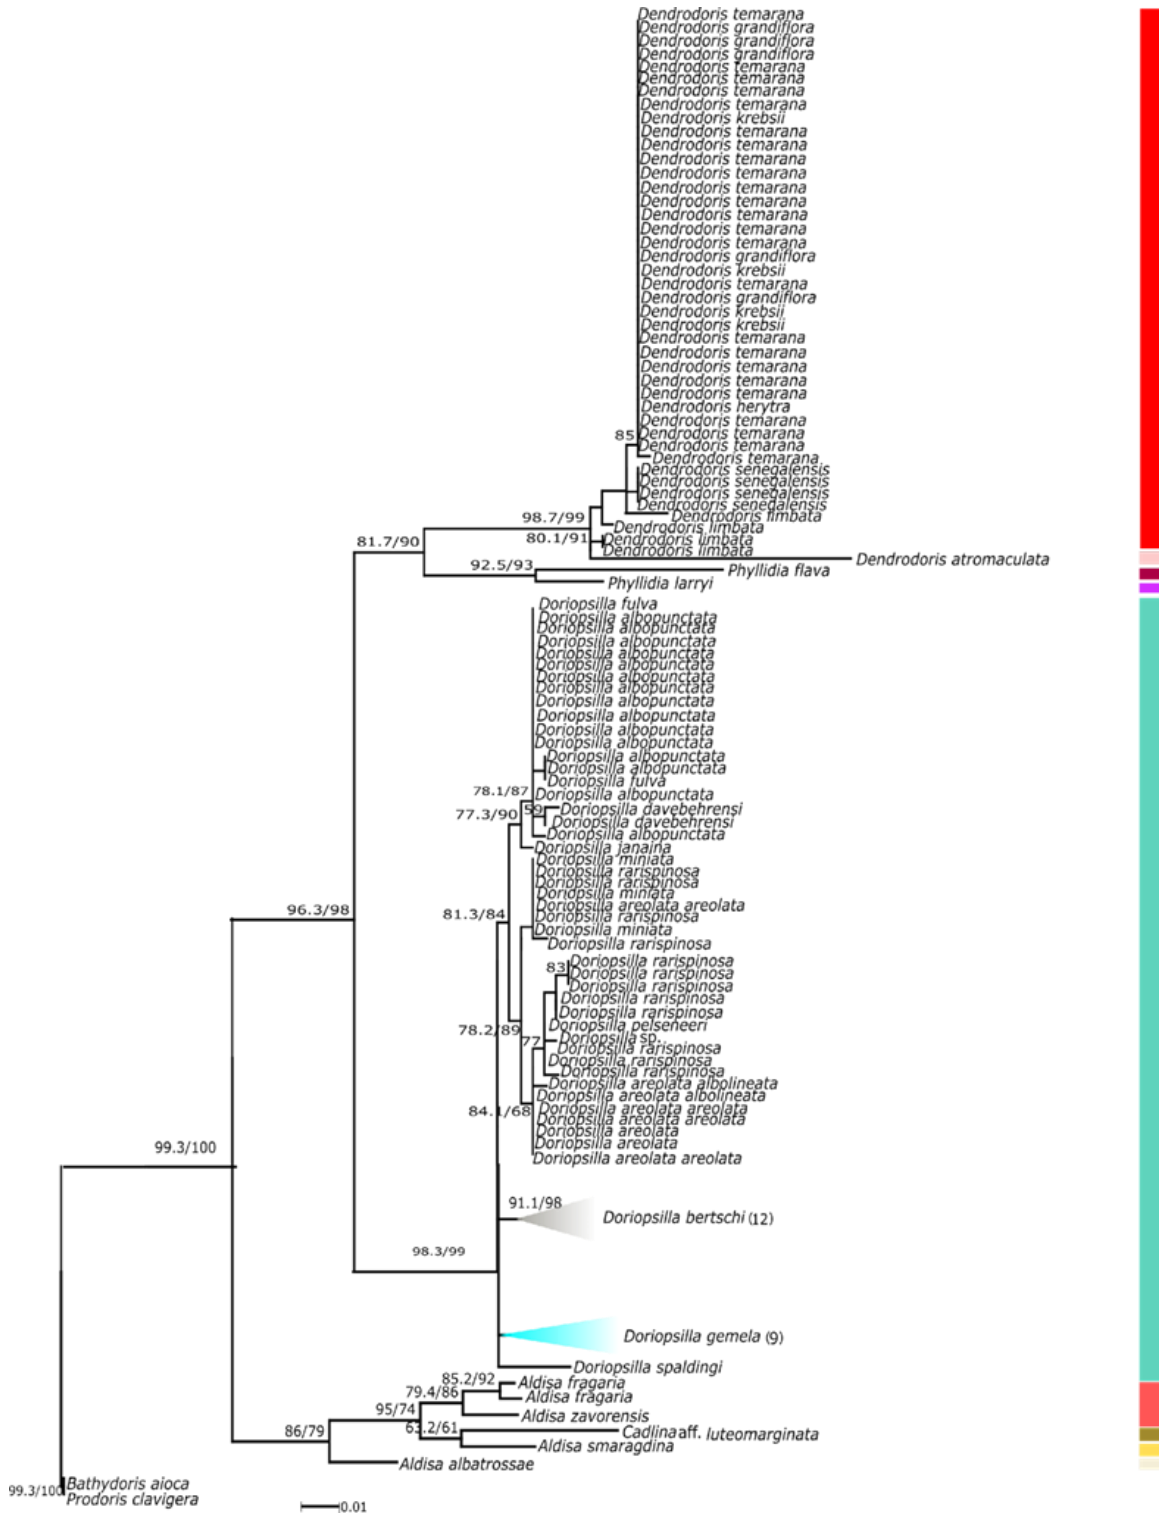 Dendrodoris temarana
Dendrodoris grandiflora
Dendrodoris grandiflora
Dendrodoris grandiflora
Dendrodoris temarana
Dendrodoris temarana
Dendrodoris temarana
Dendrodoris temarana
Dendrodoris krebsii
Dendrodoris temarana
Dendrodoris temarana
Dendrodoris temarana
Dendrodoris temarana
Dendrodoris temarana
Dendrodoris temarana
Dendrodoris temarana
Dendrodoris temarana
Dendrodoris temarana
Dendrodoris grandiflora
Dendrodoris krebsii
Dendrodoris temarana
Dendrodoris grandiflora
Dendrodoris krebsii
Dendrodoris krebsii
Dendrodoris temarana
Dendrodoris temarana
Dendrodoris temarana
Dendrodoris temarana
Dendrodoris temarana
Dendrodoris herytra
Dendrodoris temarana
85 Dendrodoris temarana
Dendrodoris temarana
Dendrodoris temarana
Dendrodoris senegalensis
Dendrodoris senegalensis
Dendrodoris senegalensis
Dendrodoris senegalensis
Dendrodoris limbata
98.7/99 Dendrodoris limbata
80.1/91 Dendrodoris limbata
81.7/90 Dendrodoris limbata
Dendrodoris atromaculata
92.5/93 Phyllidia flava
Phyllidia larryi
Doriopsilla fulva
Doriopsilla albopunctata
Doriopsilla albopunctata
Doriopsilla albopunctata
Doriopsilla albopunctata
Doriopsilla albopunctata
Doriopsilla albopunctata
Doriopsilla albopunctata
Doriopsilla albopunctata
Doriopsilla albopunctata
Doriopsilla albopunctata
Doriopsilla albopunctata
Doriopsilla albopunctata
Doriopsilla albopunctata
Doriopsilla fulva
78.1/87 Doriopsilla albopunctata
77.3/90 59 Doriopsilla davebehrensi
Doriopsilla davebehrensi
Doriopsilla albopunctata
Doriopsilla janaina
Doriopsilla miniata
Doriopsilla rarispinosa
Doriopsilla rarispinosa
Doriopsilla miniata
Doriopsilla areolata areolata
81.3/84 Doriopsilla rarispinosa
Doriopsilla miniata
Doriopsilla rarispinosa
Doriopsilla rarispinosa
83 Doriopsilla rarispinosa
Doriopsilla rarispinosa
Doriopsilla rarispinosa
Doriopsilla rarispinosa
78.2/89 Doriopsilla pelseneeri
77 Doriopsilla sp.
Doriopsilla rarispinosa
Doriopsilla rarispinosa
Doriopsilla rarispinosa
Doriopsilla areolata albolineata
Doriopsilla areolata albolineata
84.1/68 Doriopsilla areolata areolata
Doriopsilla areolata areolata
Doriopsilla areolata
Doriopsilla areolata
Doriopsilla areolata areolata
96.3/98
99.3/100
91.1/98 Doriopsilla bertschi (12)
98.3/99
Doriopsilla gemela (9)
Doriopsilla spaldingi
85.2/92 Aldisa fragaria
79.4/86 Aldisa fragaria
95/74 Aldisa zavorensis
63.2/61 Cadlina aff. luteomarginata
86/79 Aldisa smaragdina
Aldisa albatrossae
99.3/100 Bathydoris aioca
Prodoris clavigera
0.01